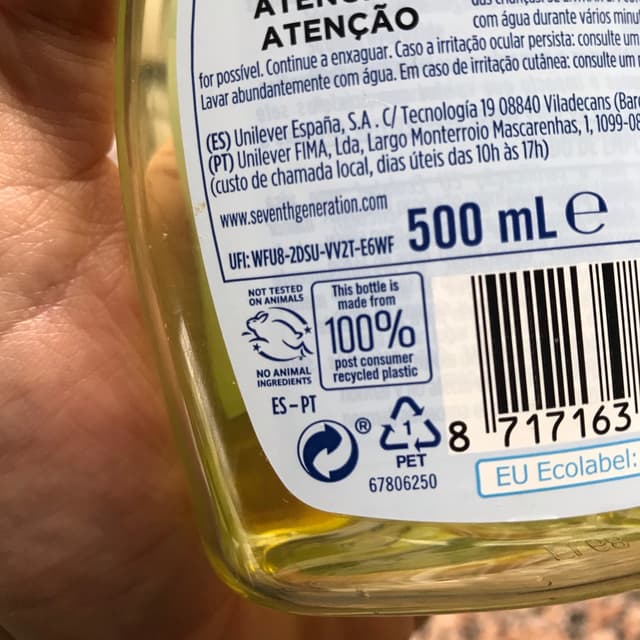 ATENÇÃO
com água durante vários
for possível. Continue a enxaguar. Caso a irritação ocular persista: consulte um
Lavar abundantemente com água. Em caso de irritação cutânea: consulte um
(ES) Unilever España, S.A. C/ Tecnología 19 08840 Viladecans
(PT) Unilever FIMA, Lda, Largo Monterroio Mascarenhas, 1, 1099-08
(custo de chamada local, dias úteis das 10h às 17h)
www.seventhgeneration.com
500 mL e
UFI: WFU8-2DSU-VV2T-E6WF
NOT TESTED
ON ANIMALS
NO ANIMAL
INGREDIENTS
This bottle is
made from
100%
post consumer
recycled plastic
ES – PT
®
1
PET
67806250
8 717163
EU Ecolabel: